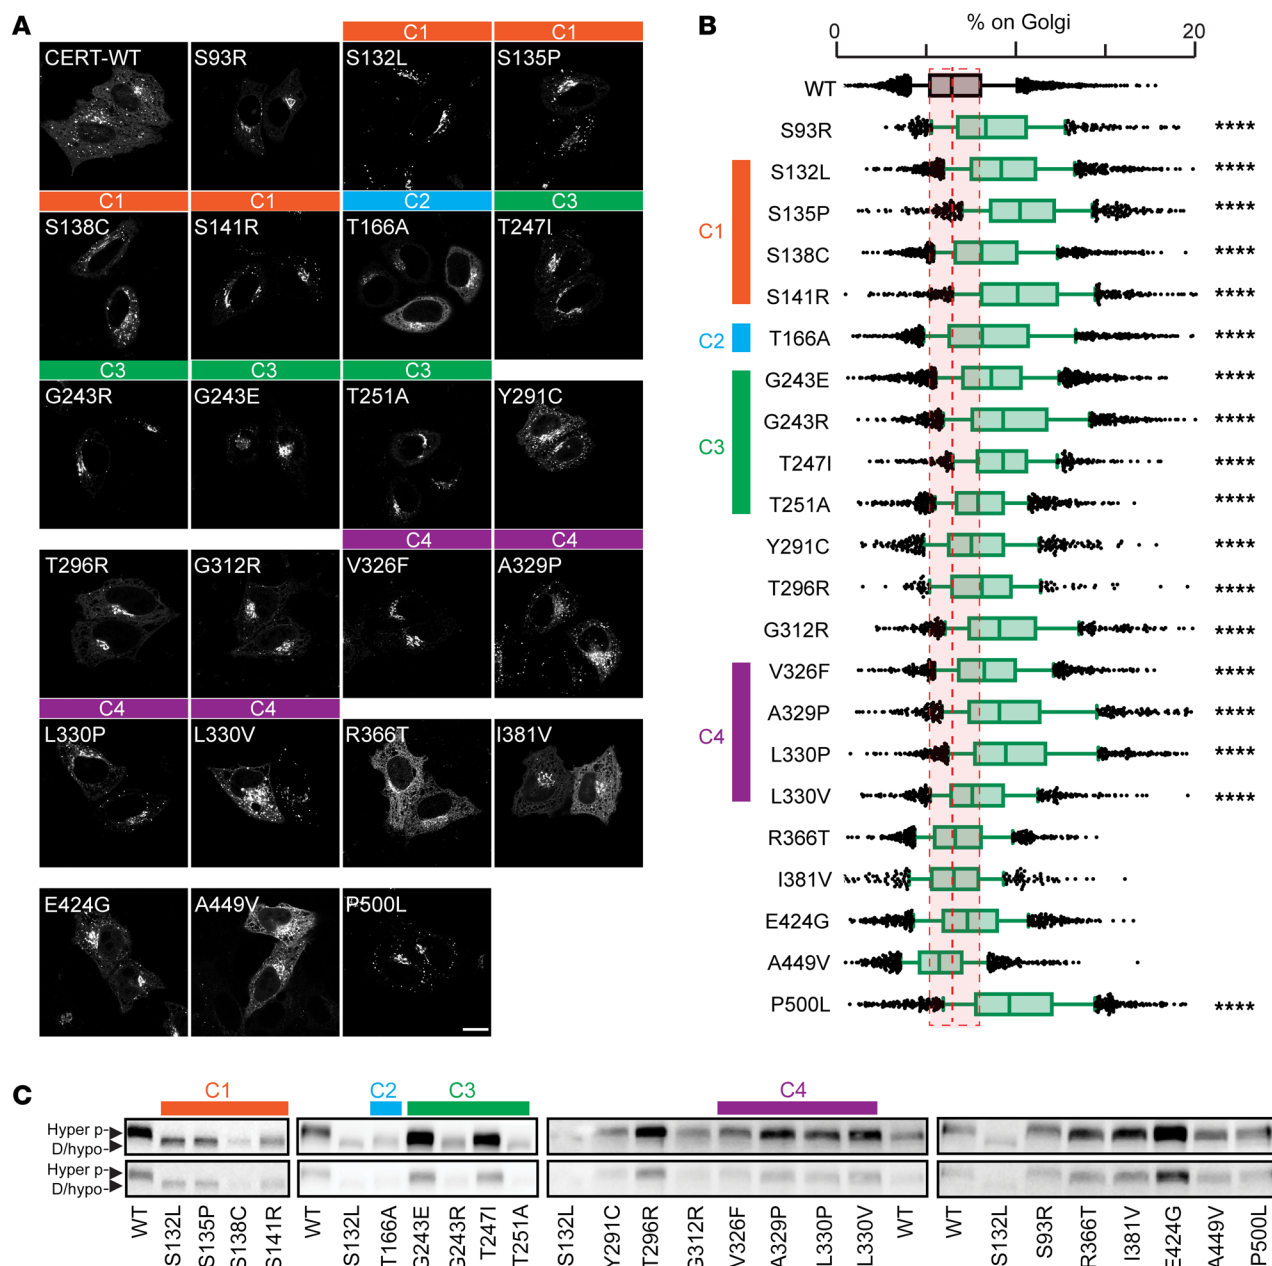 A
C1 C1
CERT-WT S93R S132L S135P
C1 C1 C2 C3
S138C S141R T166A T247I
C3 C3 C3
G243R G243E T251A Y291C
C4 C4
T296R G312R V326F A329P
C4 C4
L330P L330V R366T I381V
E424G A449V P500L
B
% on Golgi
0 20
WT
S93R ****
S132L ****
S135P ****
S138C ****
S141R ****
C1
T166A ****
C2
G243E ****
G243R ****
T247I ****
T251A ****
C3
Y291C ****
T296R ****
G312R ****
V326F ****
A329P ****
L330P ****
L330V ****
C4
R366T
I381V
E424G
A449V
P500L ****
C
C1 C2 C3 C4
Hyper p-
D/hypo-
Hyper p-
D/hypo-
WT S132L S135P S138C S141R
WT S132L T166A G243E G243R T247I T251A
S132L Y291C T296R G312R V326F A329P L330P L330V WT
WT S132L S93R R366T I381V E424G A449V P500L